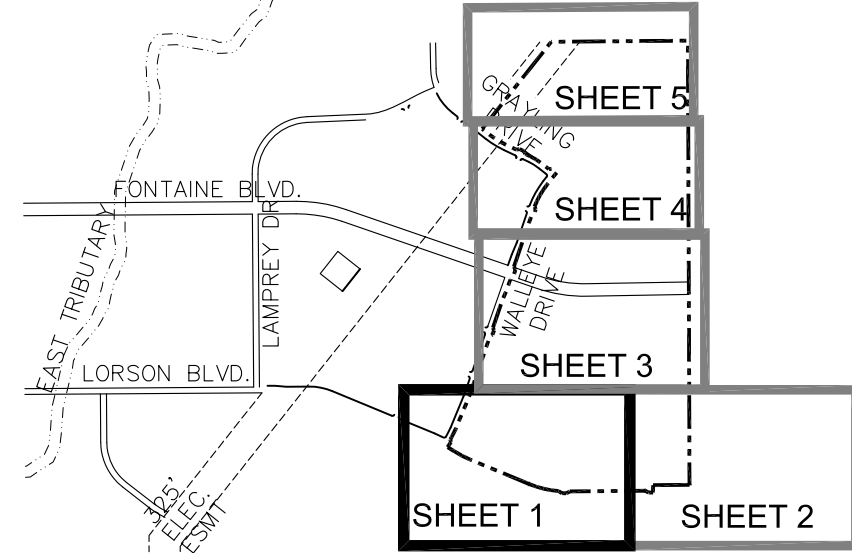 GRAYLING
DRIVE
SHEET 5
FONTAINE BLVD.
SHEET 4
EAST TRIBUTARY
LAMPREY DR
WALLEYE
DRIVE
LORSON BLVD.
SHEET 3
325'
ELEC.
ESMT
SHEET 1
SHEET 2